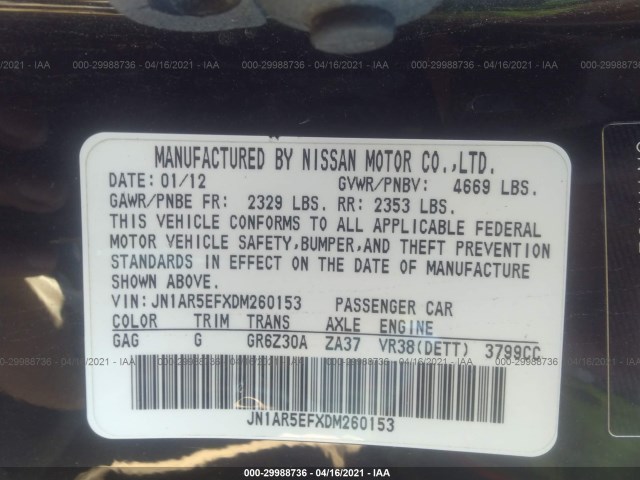 000-29988736 - 04/16/2021 - IAA
MANUFACTURED BY NISSAN MOTOR CO.,LTD.
DATE: 01/12 GVWR/PNBV: 4669 LBS.
GAWR/PNBE FR: 2329 LBS. RR: 2353 LBS.
THIS VEHICLE CONFORMS TO ALL APPLICABLE FEDERAL
MOTOR VEHICLE SAFETY,BUMPER,AND THEFT PREVENTION
STANDARDS IN EFFECT ON THE DATE OF MANUFACTURE
SHOWN ABOVE.
VIN: JN1AR5EFXDM260153 PASSENGER CAR
COLOR TRIM TRANS AXLE ENGINE
GAG G GR6Z30A ZA37 VR38(DETT) 3799CC
JN1AR5EFXDM260153
000-29988736 - 04/16/2021 - IAA